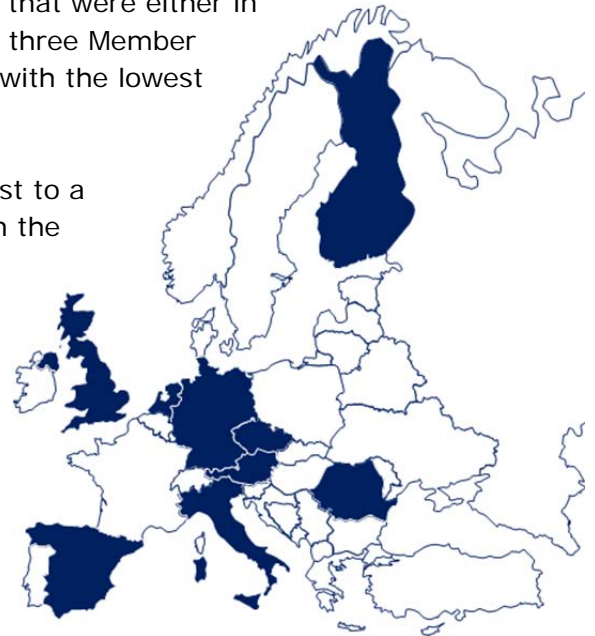 that were either in
three Member
with the lowest
st to a
n the